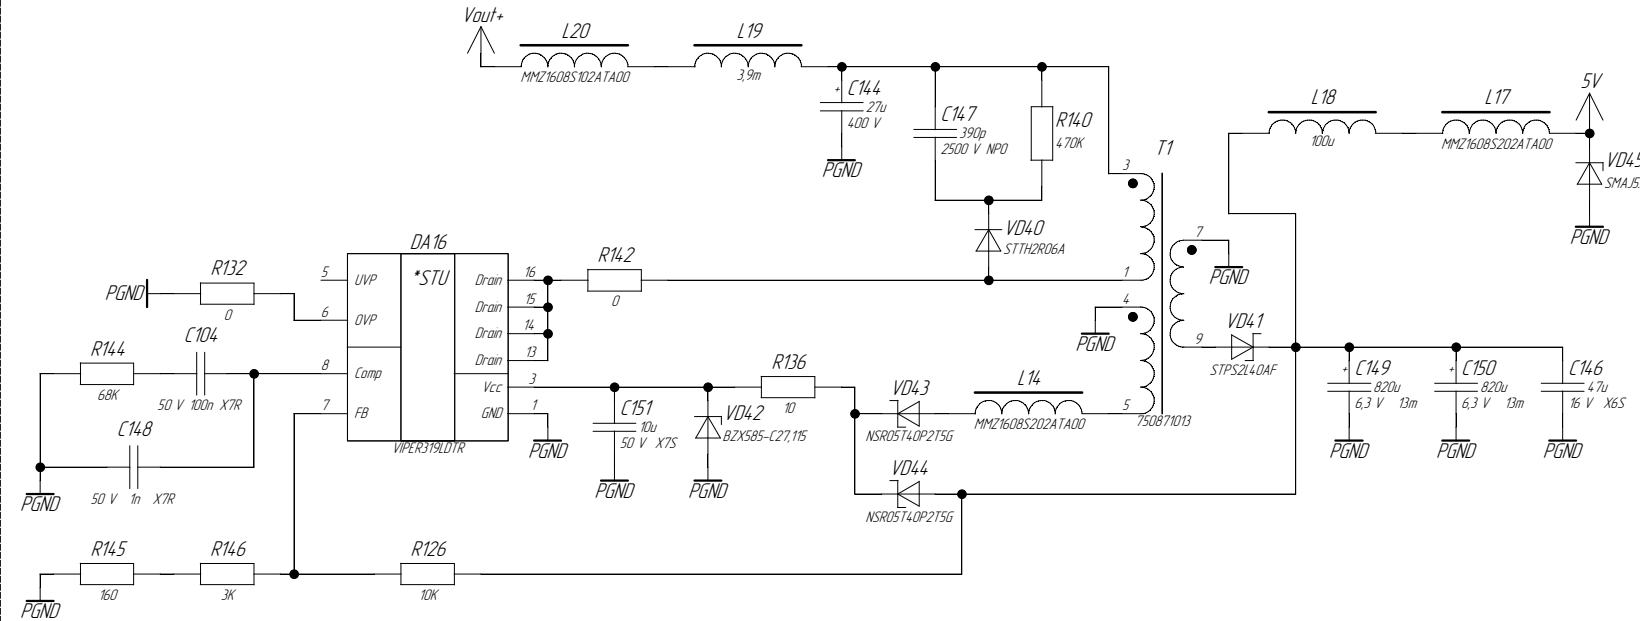 Vout+
L20
MMZ1608S102ATA00
L19
3,9m
+ C144
27u
400 V
PGND
C147
390p
2500 V NPO
R140
470K
T1
L18
100u
L17
MMZ1608S202ATA00
5V
VD45
SMAJ5.
PGND
3
VD40
STTH2R06A
1
7
PGND
DA16
*STU
5 UVP
6 OVP
8 Comp
7 FB
Drain 16
Drain 15
Drain 14
Drain 13
Vcc 3
GND 1
VIPER319LDTR
PGND
R142
0
PGND
R132
0
R144
68K
C104
50 V 100n X7R
C148
50 V 1n X7R
PGND
4
PGND
9
VD41
STPS2L40AF
R136
10
C151
10u
50 V X7S
PGND
VD42
BZX585-C27,115
PGND
VD43
NSR05T40P2T5G
L14
MMZ1608S202ATA00
5
750871013
VD44
NSR05T40P2T5G
+ C149
820u
6,3 V 13m
PGND
+ C150
820u
6,3 V 13m
PGND
C146
47u
16 V X6S
PGND
R145
160
R146
3K
R126
10K
PGND